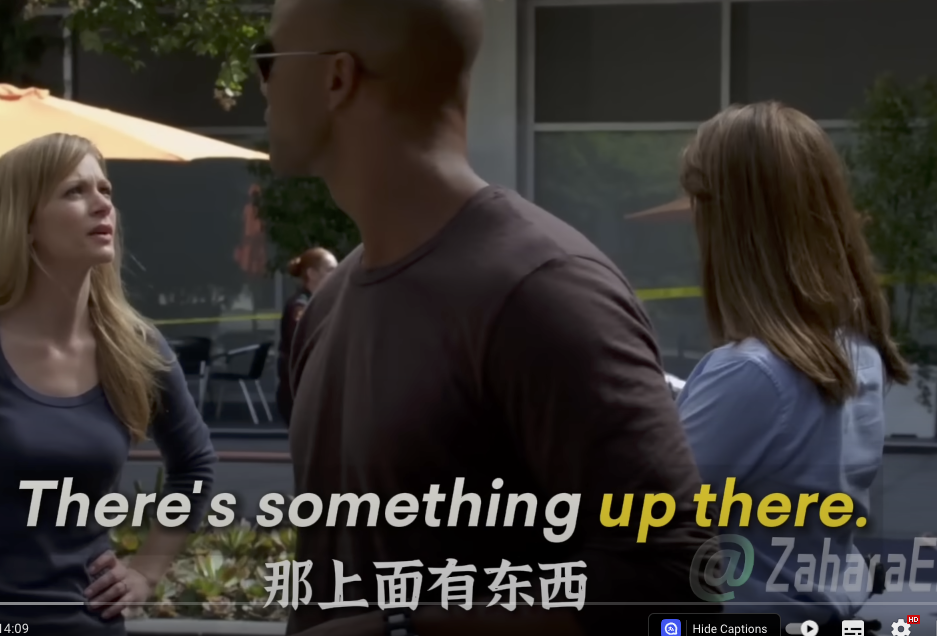 There's something up there.
那上面有东西
@ZaharaE
14:09
Hide Captions
HD